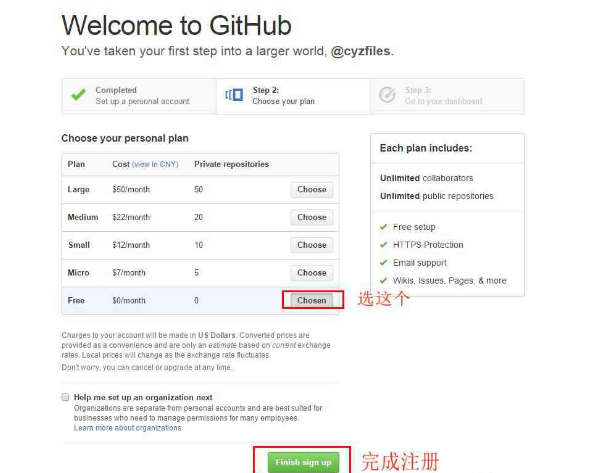 Welcome to GitHub
You've taken your first step into a larger world, @cyzfiles.
Completed
Set up a personal account
Step 2:
Choose your plan
Step 3:
Go to your dashboard
Choose your personal plan
Plan Cost (view in CNY) Private repositories
Large $50/month 50 Choose
Medium $22/month 20 Choose
Small $12/month 10 Choose
Micro $7/month 5 Choose
Free $0/month 0 Chosen 选这个
Charges to your account will be made in US Dollars. Converted prices are
provided as a convenience and are only an estimate based on current exchange
rates. Local prices will change as the exchange rate fluctuates.
Don't worry, you can cancel or upgrade at any time.
Help me set up an organization next
Organizations are separate from personal accounts and are best suited for
businesses who need to manage permissions for many employees.
Learn more about organizations.
Finish sign up 完成注册
Each plan includes:
Unlimited collaborators
Unlimited public repositories
Free setup
HTTPS Protection
Email support
Wikis, Issues, Pages, & more